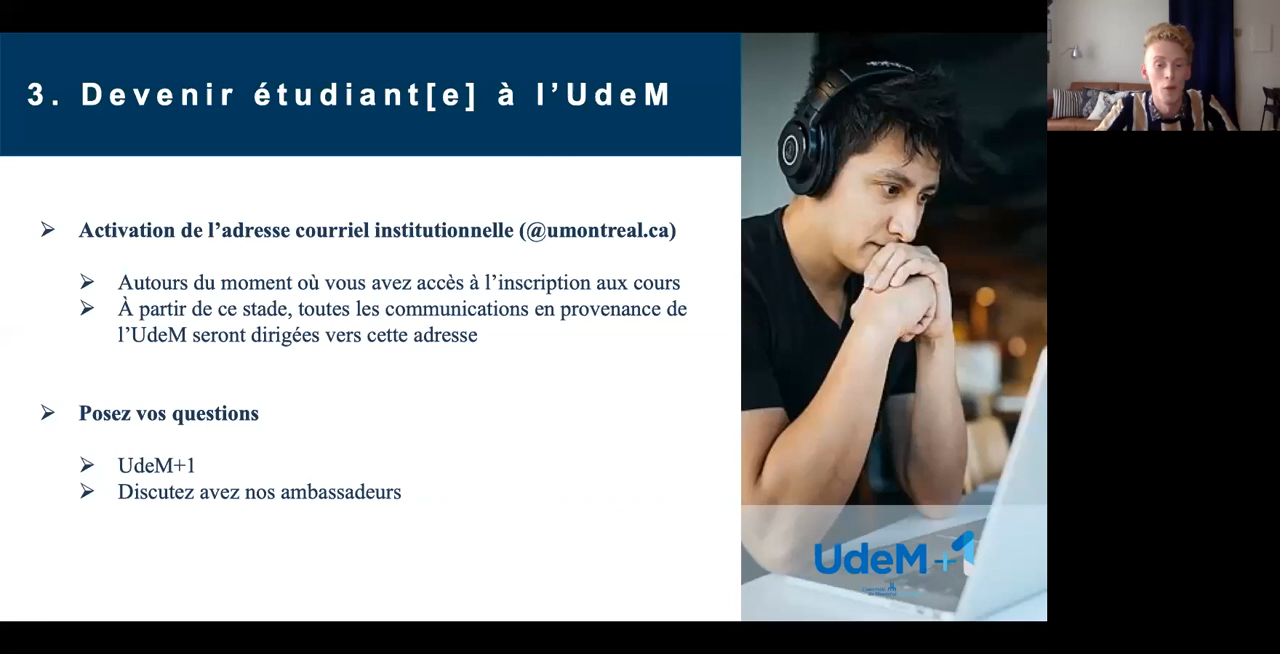 3. Devenir étudiant[e] à l’UdeM
Activation de l’adresse courriel institutionnelle (@umontreal.ca)
Autours du moment où vous avez accès à l’inscription aux cours
À partir de ce stade, toutes les communications en provenance de
l’UdeM seront dirigées vers cette adresse
Posez vos questions
UdeM+1
Discutez avez nos ambassadeurs
UdeM+1